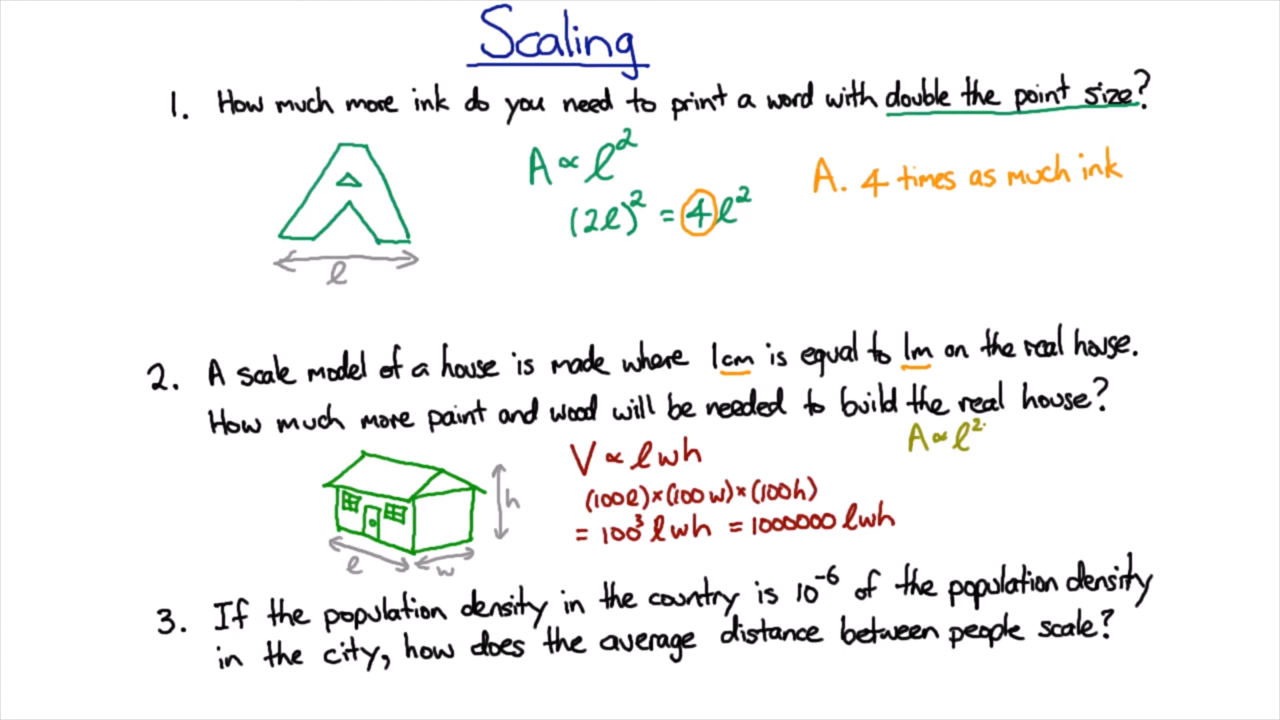 Scaling
1. How much more ink do you need to print a word with double the point size?
A ∝ l²
(2l)² = 4l²
A. 4 times as much ink
l
2. A scale model of a house is made where 1cm is equal to 1m on the real house.
How much more paint and wood will be needed to build the real house?
A ∝ l²
V ∝ lwh
(100l)×(100w)×(100h)
= 100³ lwh = 1000000 lwh
h
l
w
3. If the population density in the country is 10⁻⁶ of the population density
in the city, how does the average distance between people scale?